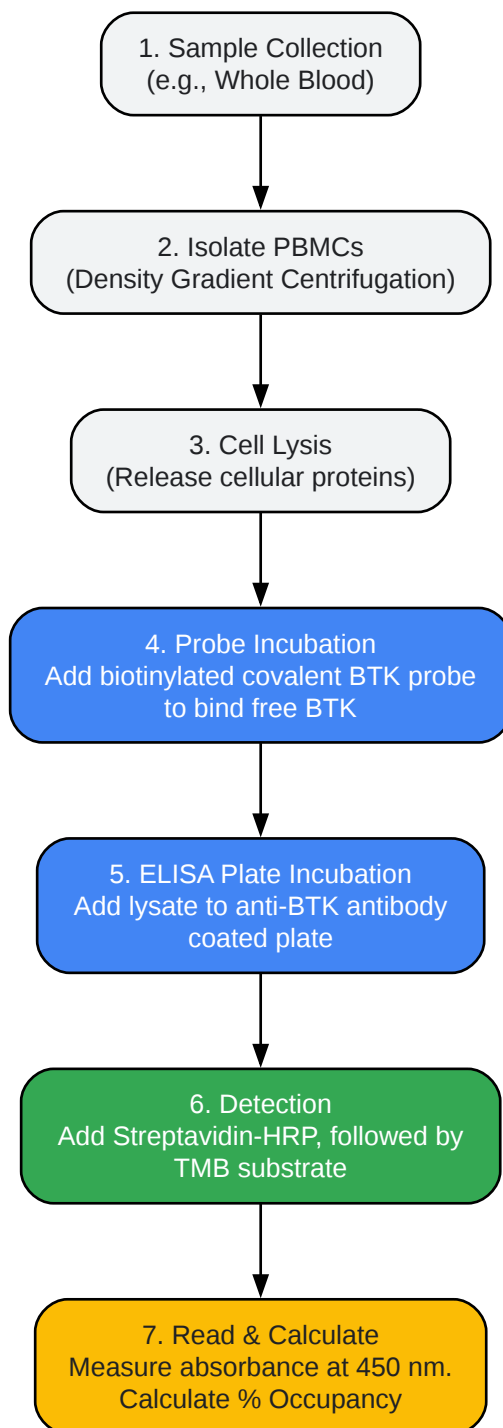 1. Sample Collection
(e.g., Whole Blood)
2. Isolate PBMCs
(Density Gradient Centrifugation)
3. Cell Lysis
(Release cellular proteins)
4. Probe Incubation
Add biotinylated covalent BTK probe
to bind free BTK
5. ELISA Plate Incubation
Add lysate to anti-BTK antibody
coated plate
6. Detection
Add Streptavidin-HRP, followed by
TMB substrate
7. Read & Calculate
Measure absorbance at 450 nm.
Calculate % Occupancy